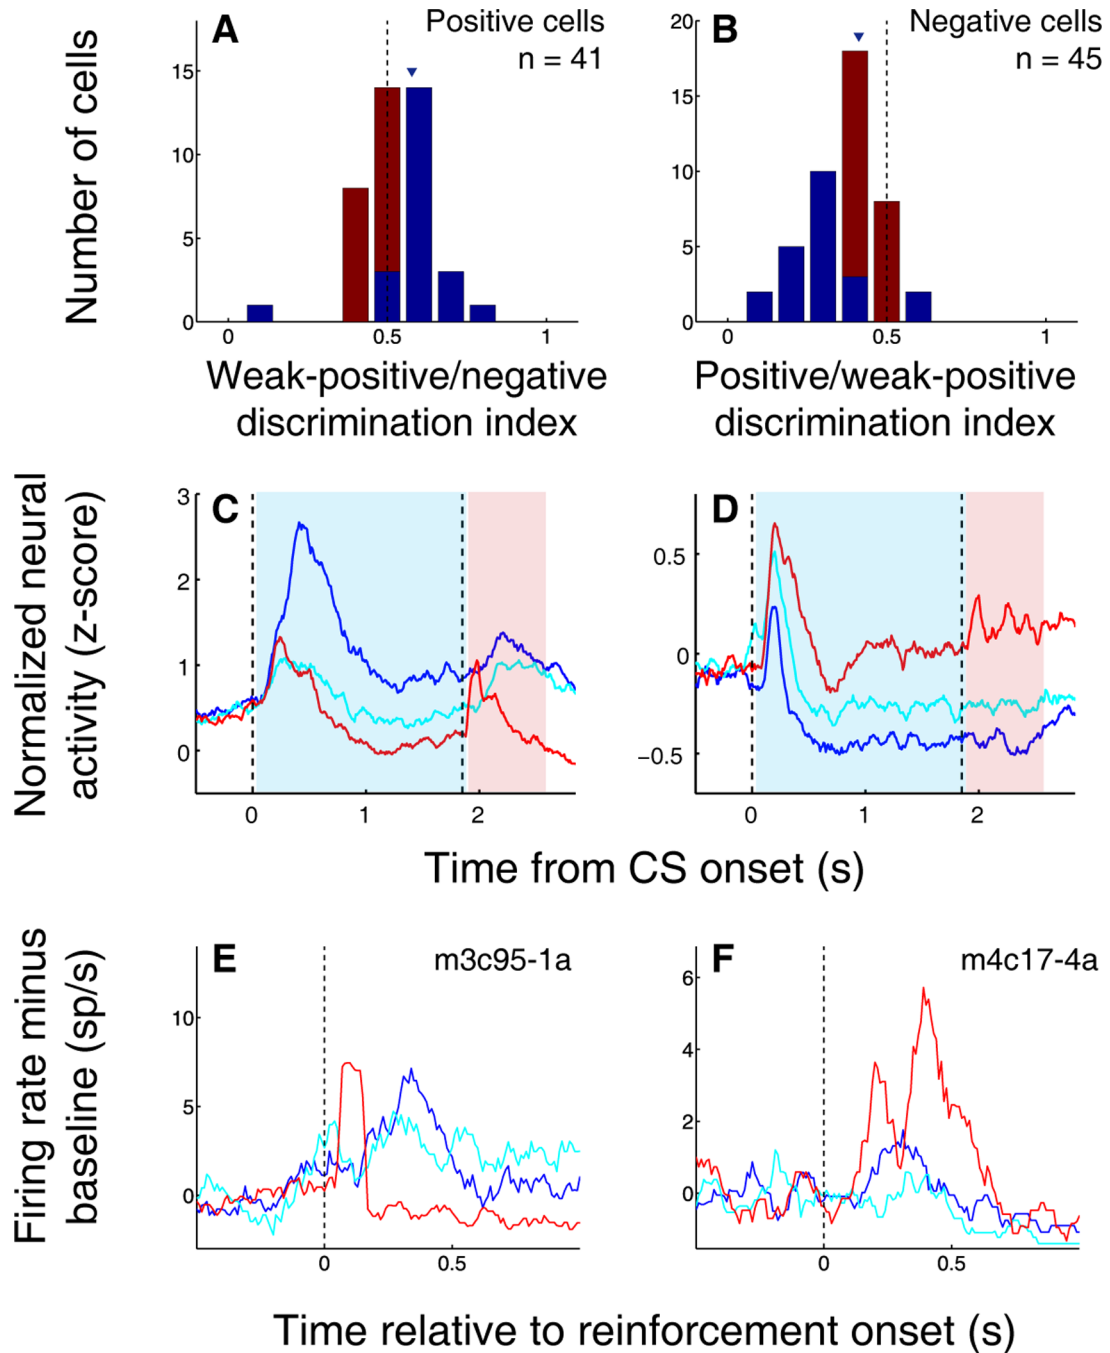 A
Positive cells
n = 41
Number of cells
15
10
5
0
0
0.5
1
Weak-positive/negative
discrimination index
B
Negative cells
n = 45
20
15
10
5
0
0
0.5
1
Positive/weak-positive
discrimination index
C
Normalized neural
activity (z-score)
3
2
1
0
0
1
2
D
0.5
0
−0.5
0
1
2
Time from CS onset (s)
E
m3c95-1a
Firing rate minus
baseline (sp/s)
10
5
0
0
0.5
F
m4c17-4a
6
4
2
0
0
0.5
Time relative to reinforcement onset (s)